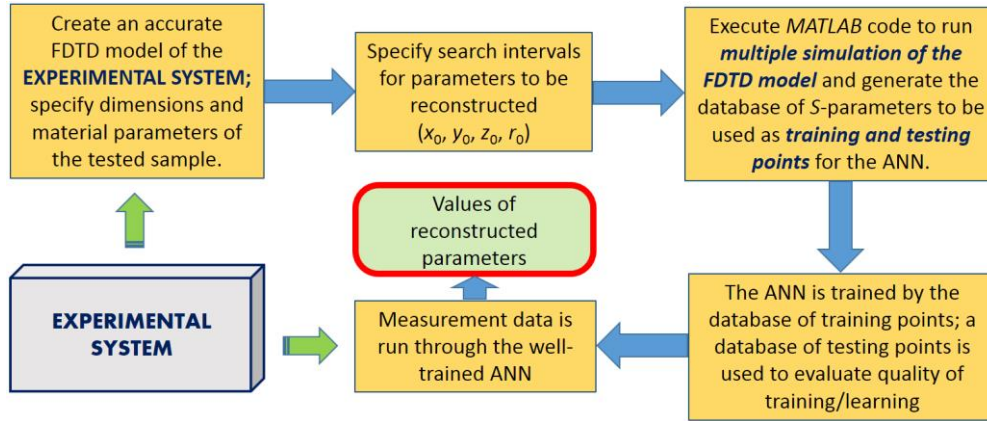 Create an accurate
FDTD model of the
EXPERIMENTAL SYSTEM;
specify dimensions and
material parameters of
the tested sample.
Specify search intervals
for parameters to be
reconstructed
(x₀, y₀, z₀, r₀)
Execute MATLAB code to run
multiple simulation of the
FDTD model and generate the
database of S-parameters to be
used as training and testing
points for the ANN.
The ANN is trained by the
database of training points; a
database of testing points is
used to evaluate quality of
training/learning
Measurement data is
run through the well-
trained ANN
Values of
reconstructed
parameters
EXPERIMENTAL
SYSTEM